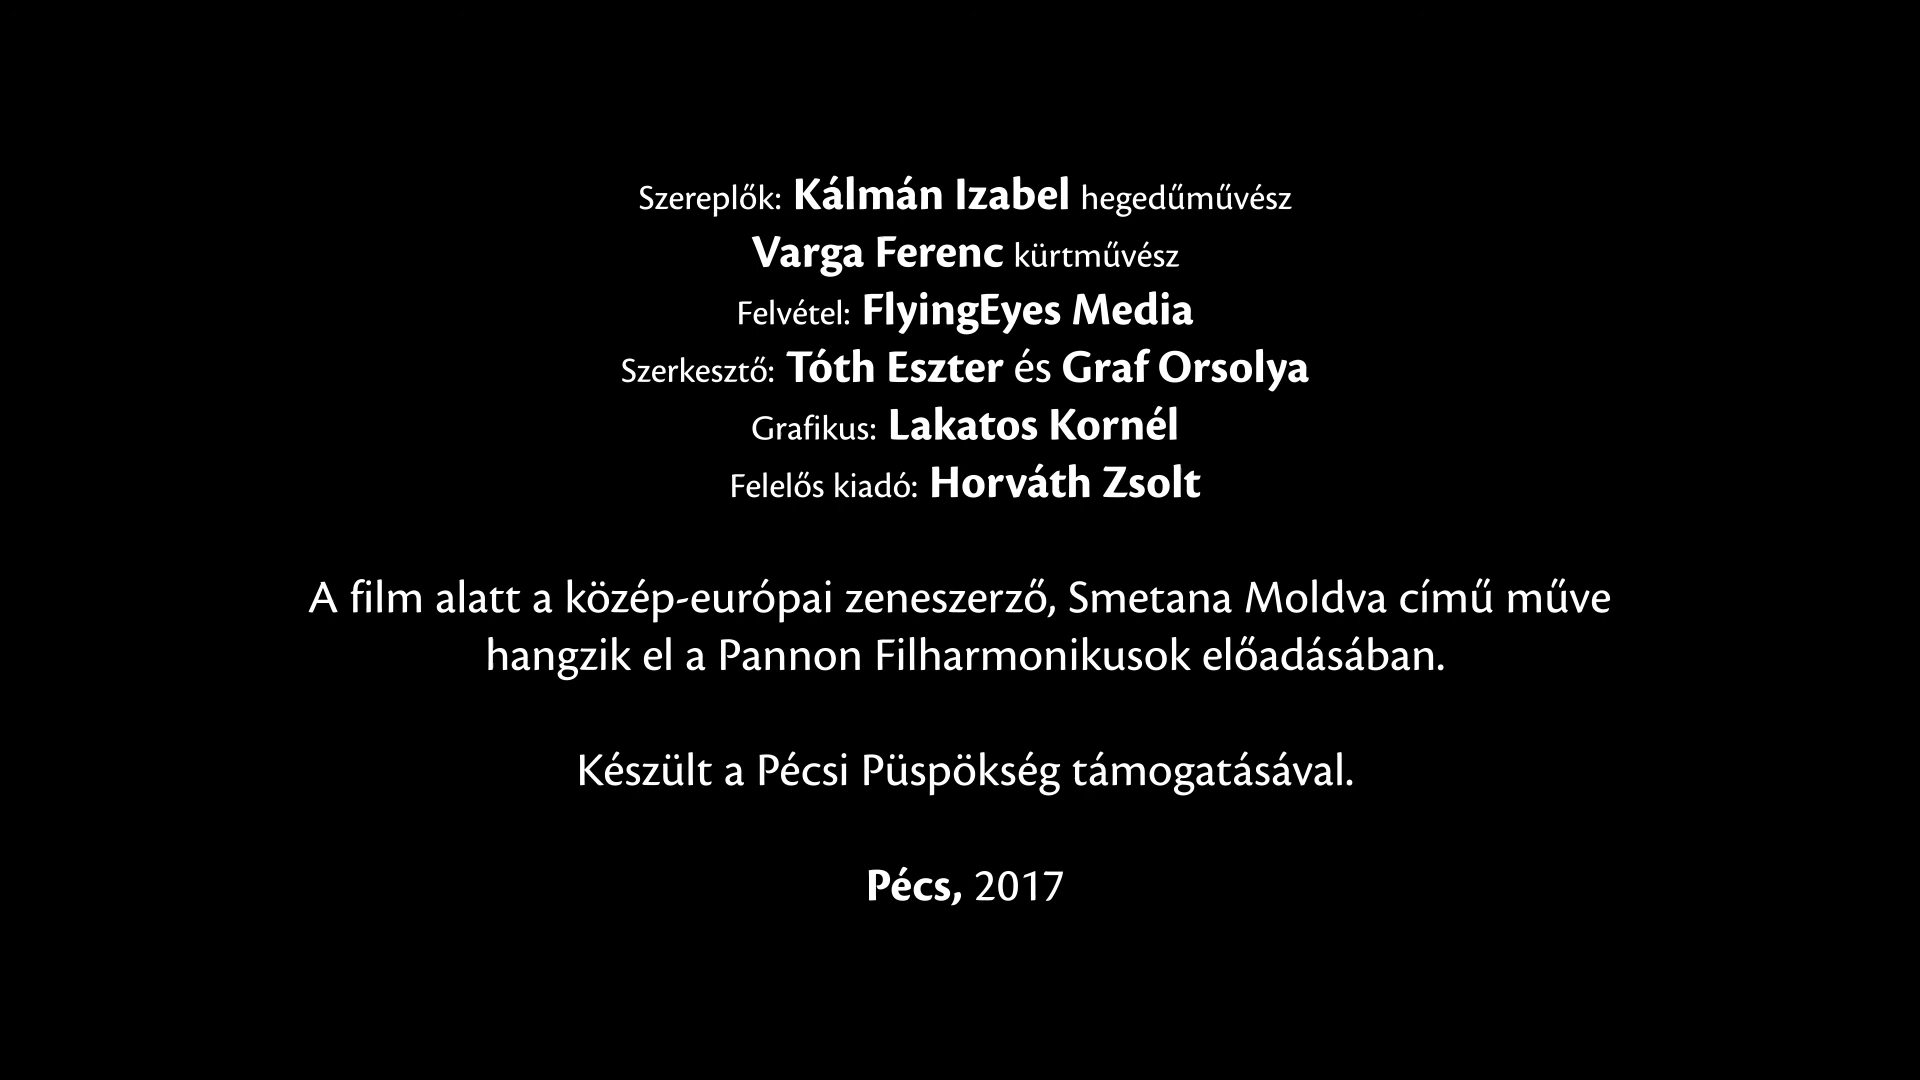 Szereplők: Kálmán Izabel hegedűművész
Varga Ferenc kürtművész
Felvétel: FlyingEyes Media
Szerkesztő: Tóth Eszter és Graf Orsolya
Grafikus: Lakatos Kornél
Felelős kiadó: Horváth Zsolt
A film alatt a közép-európai zeneszerző, Smetana Moldva című műve
hangzik el a Pannon Filharmonikusok előadásában.
Készült a Pécsi Püspökség támogatásával.
Pécs, 2017